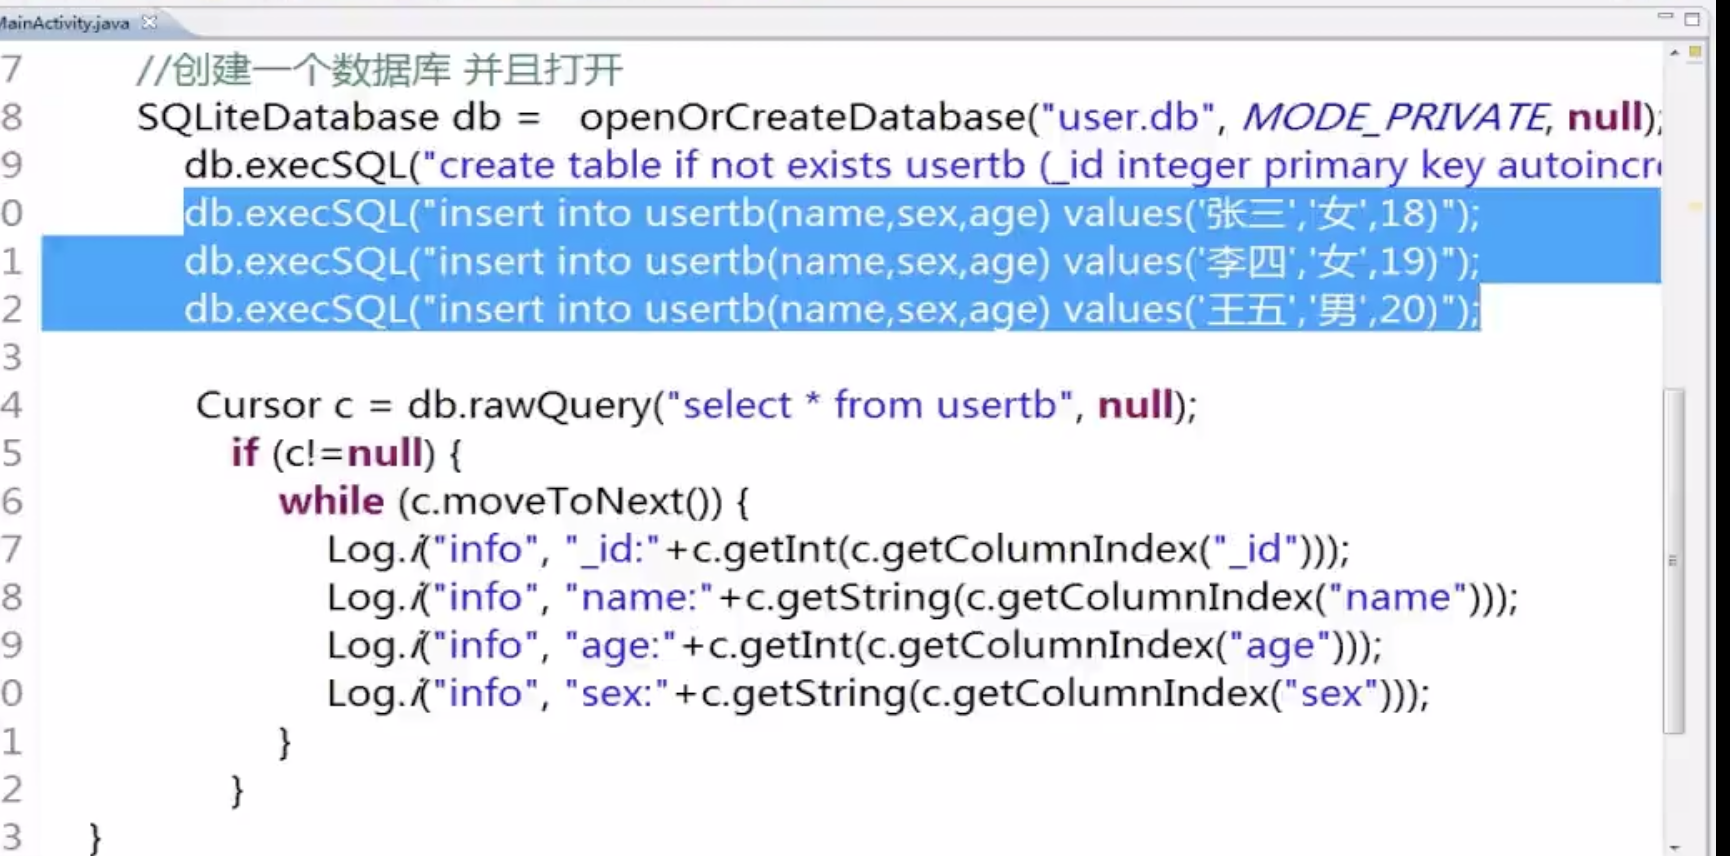 MainActivity.java
7 //创建一个数据库 并且打开
8 SQLiteDatabase db = openOrCreateDatabase("user.db", MODE_PRIVATE, null);
9 db.execSQL("create table if not exists usertb (_id integer primary key autoincre
0 db.execSQL("insert into usertb(name,sex,age) values('张三','女',18)");
1 db.execSQL("insert into usertb(name,sex,age) values('李四','女',19)");
2 db.execSQL("insert into usertb(name,sex,age) values('王五','男',20)");
3
4 Cursor c = db.rawQuery("select * from usertb", null);
5 if (c!=null) {
6 while (c.moveToNext()) {
7 Log.i("info", "_id:"+c.getInt(c.getColumnIndex("_id")));
8 Log.i("info", "name:"+c.getString(c.getColumnIndex("name")));
9 Log.i("info", "age:"+c.getInt(c.getColumnIndex("age")));
0 Log.i("info", "sex:"+c.getString(c.getColumnIndex("sex")));
1 }
2 }
3 }